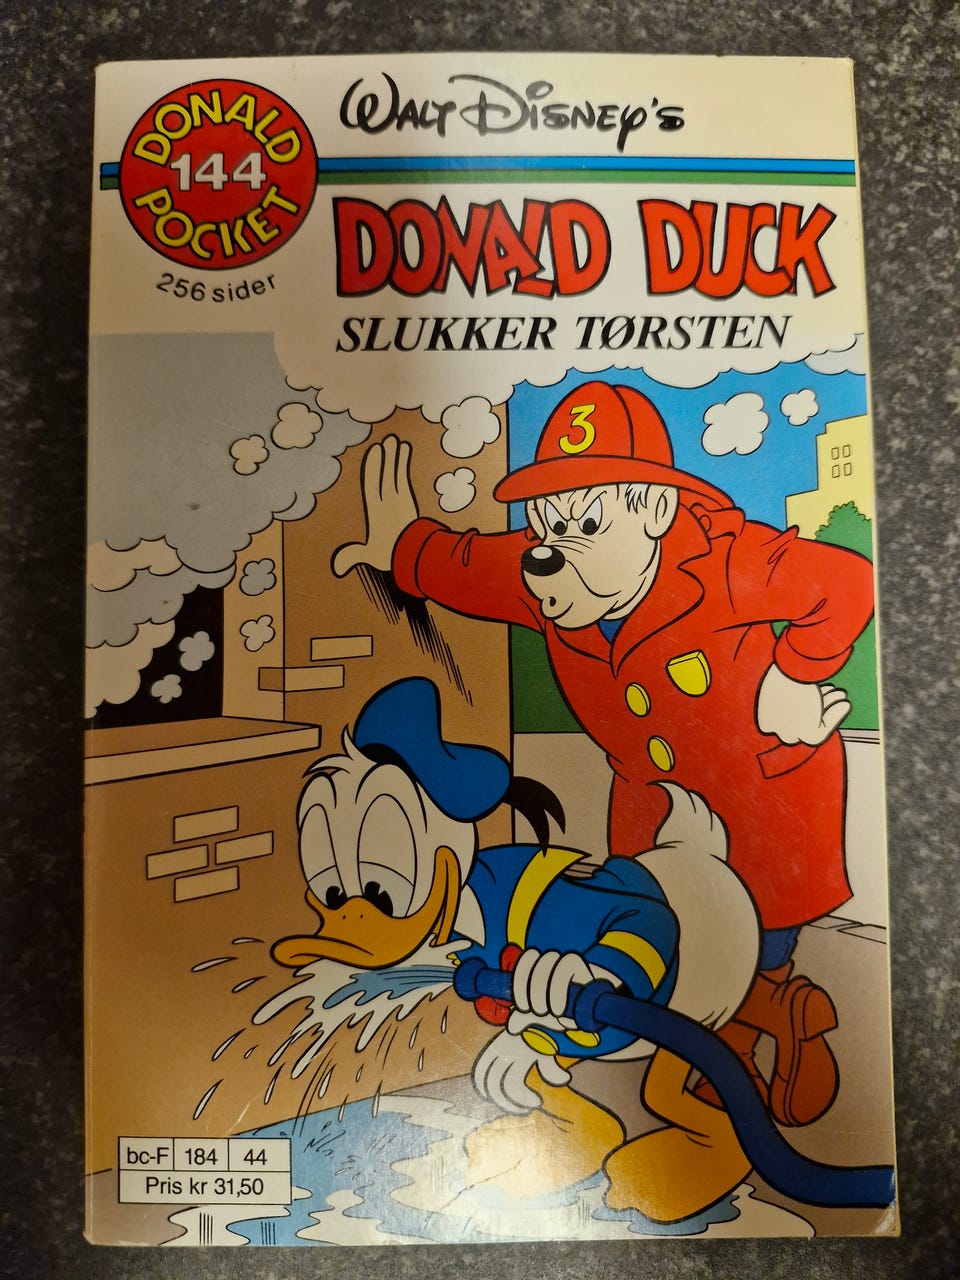 DONALD
144
POCKET
256 sider
WALT DISNEY'S
DONALD DUCK
SLUKKER TØRSTEN
3
bc-F 184 44
Pris kr 31,50